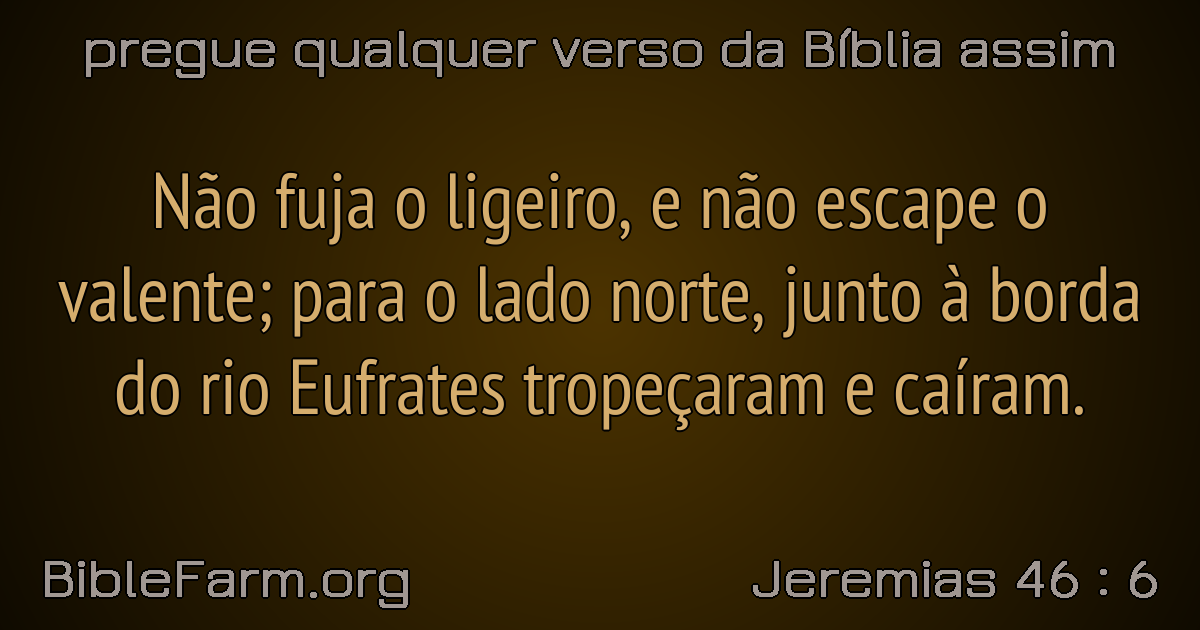 pregue qualquer verso da Bíblia assim
Não fuja o ligeiro, e não escape o
valente; para o lado norte, junto à borda
do rio Eufrates tropeçaram e caíram.
BibleFarm.org
Jeremias 46 : 6